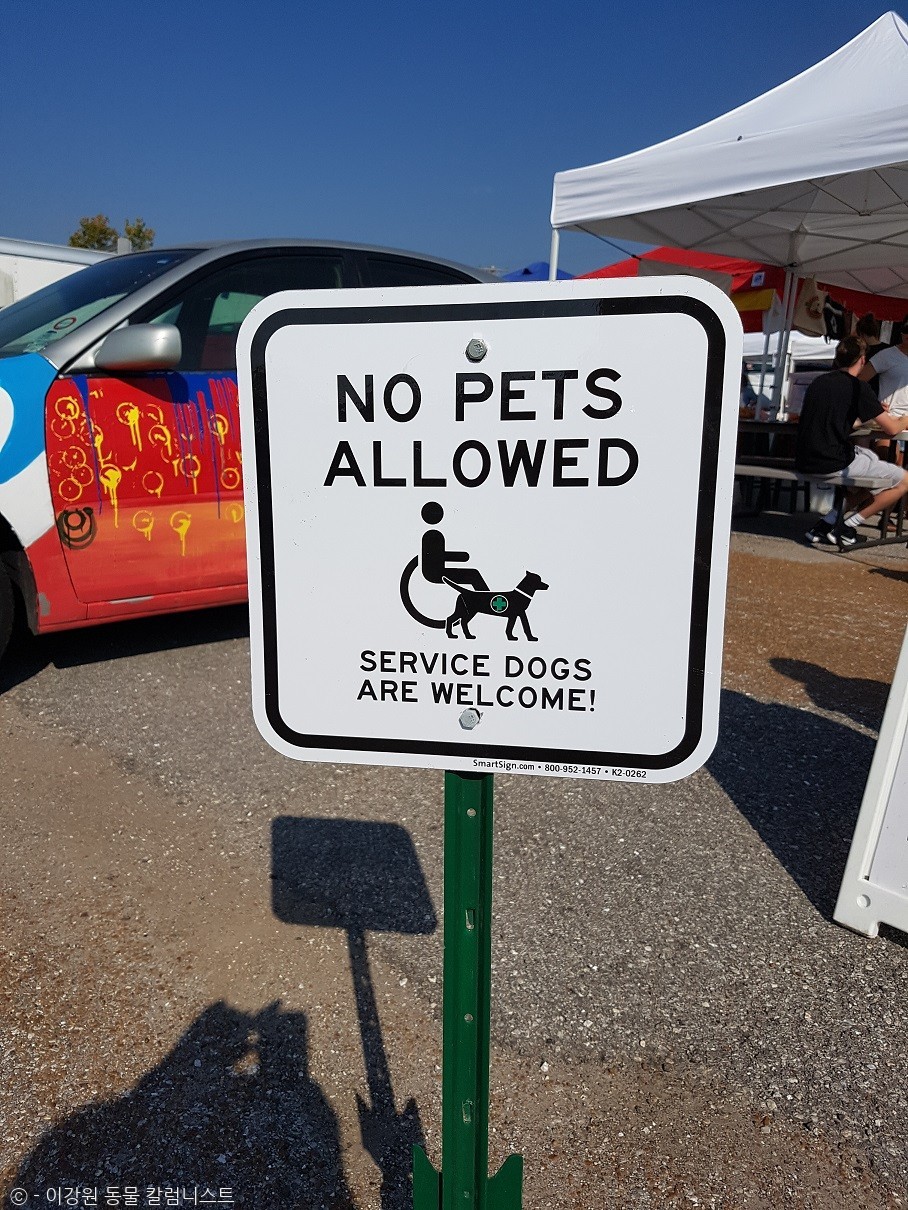 NO PETS
ALLOWED
SERVICE DOGS
ARE WELCOME!
SmartSign.com • 800-952-1457 • K2-0262
© - 이강원 동물 칼럼니스트